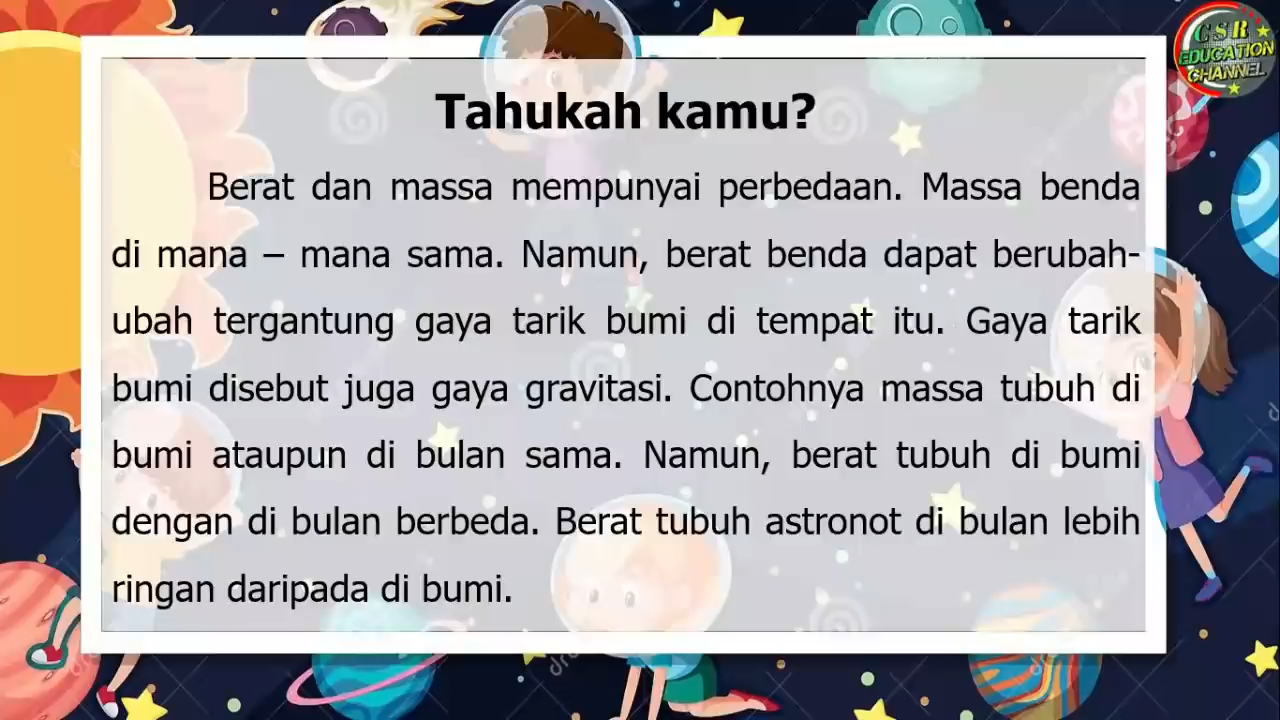 CSR
EDUCATION
CHANNEL
Tahukah kamu?
Berat dan massa mempunyai perbedaan. Massa benda
di mana – mana sama. Namun, berat benda dapat berubah-
ubah tergantung gaya tarik bumi di tempat itu. Gaya tarik
bumi disebut juga gaya gravitasi. Contohnya massa tubuh di
bumi ataupun di bulan sama. Namun, berat tubuh di bumi
dengan di bulan berbeda. Berat tubuh astronot di bulan lebih
ringan daripada di bumi.